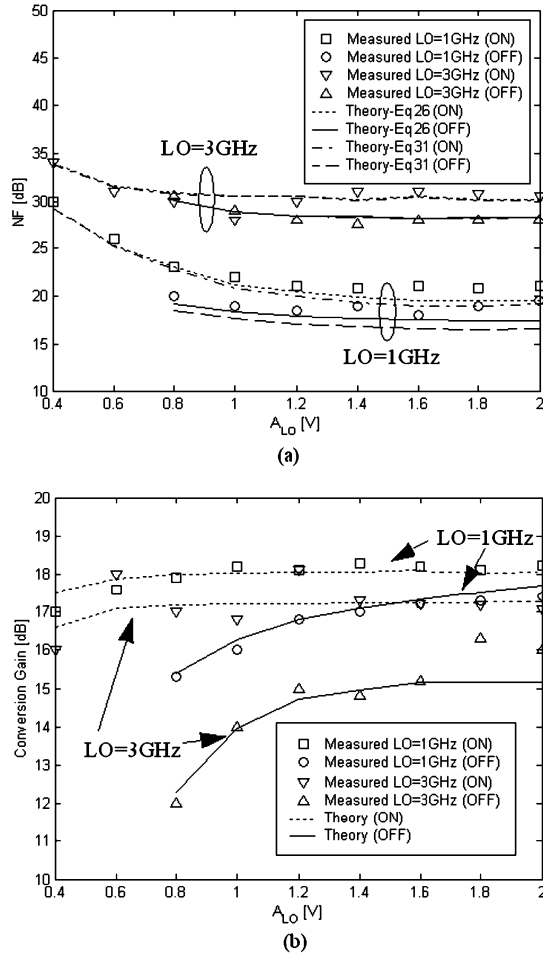 50
45
40
35
30
25
20
15
10
NF [dB]
Measured LO=1GHz (ON)
Measured LO=1GHz (OFF)
Measured LO=3GHz (ON)
Measured LO=3GHz (OFF)
Theory-Eq26 (ON)
Theory-Eq26 (OFF)
Theory-Eq31 (ON)
Theory-Eq31 (OFF)
LO=3GHz
LO=1GHz
0.4 0.6 0.8 1 1.2 1.4 1.6 1.8 2
A_LO [V]
(a)
20
19
18
17
16
15
14
13
12
11
10
Conversion Gain [dB]
LO=1GHz
LO=3GHz
Measured LO=1GHz (ON)
Measured LO=1GHz (OFF)
Measured LO=3GHz (ON)
Measured LO=3GHz (OFF)
Theory (ON)
Theory (OFF)
0.4 0.6 0.8 1 1.2 1.4 1.6 1.8 2
A_LO [V]
(b)